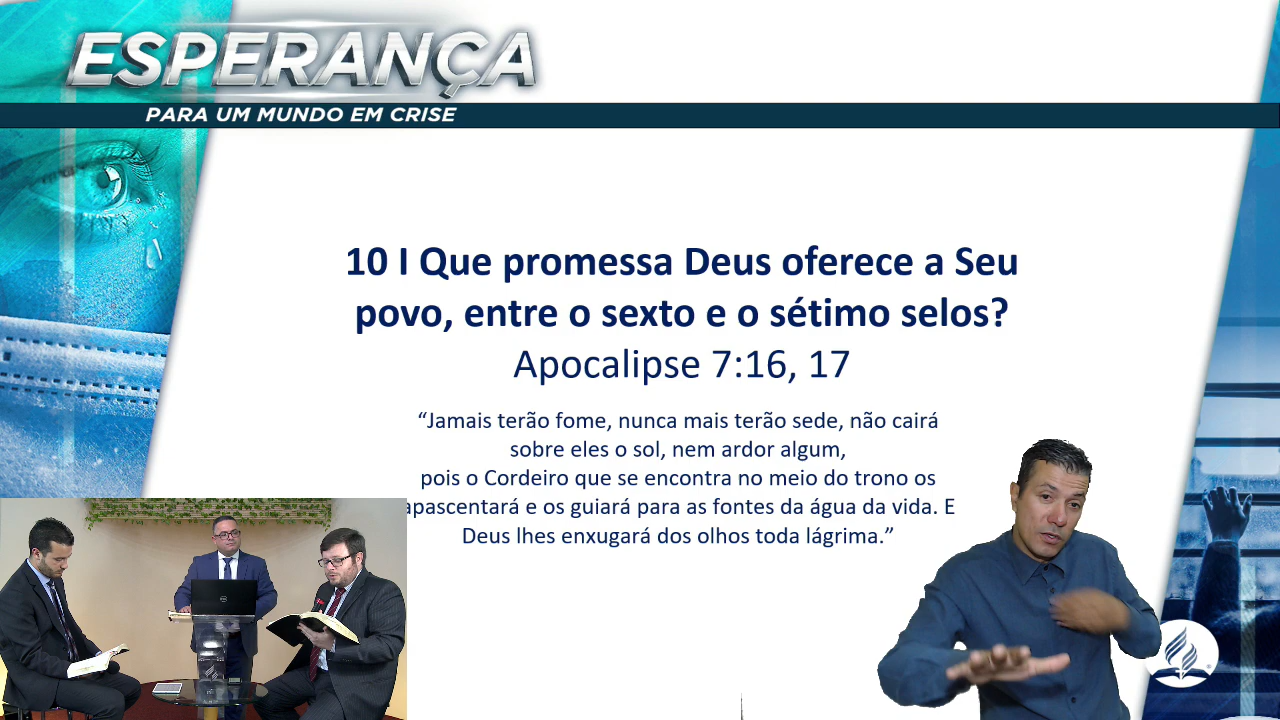 ESPERANÇA
PARA UM MUNDO EM CRISE
10 I Que promessa Deus oferece a Seu
povo, entre o sexto e o sétimo selos?
Apocalipse 7:16, 17
“Jamais terão fome, nunca mais terão sede, não cairá
sobre eles o sol, nem ardor algum,
pois o Cordeiro que se encontra no meio do trono os
apascentará e os guiará para as fontes da água da vida. E
Deus lhes enxugará dos olhos toda lágrima.”